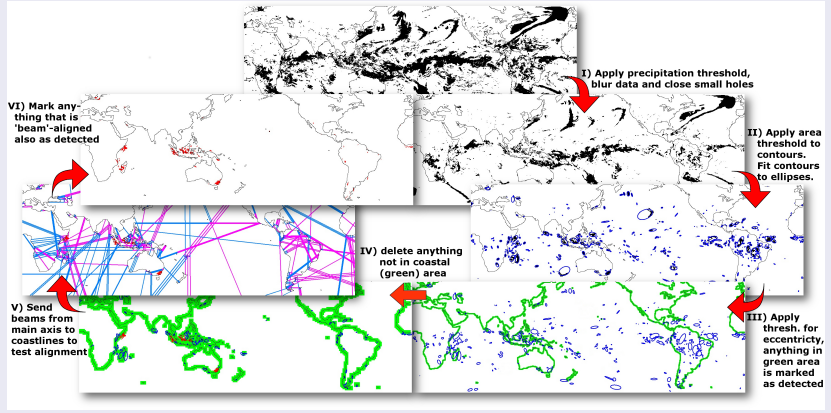 I) Apply precipitation threshold,
blur data and close small holes
II) Apply area
threshold to
contours.
Fit contours
to ellipses.
III) Apply
thresh. for
eccentricty,
anything in
green area
is marked
as detected
IV) delete anything
not in coastal
(green) area
V) Send
beams from
main axis to
coastlines to
test alignment
VI) Mark any-
thing that is
'beam'-aligned
also as detected